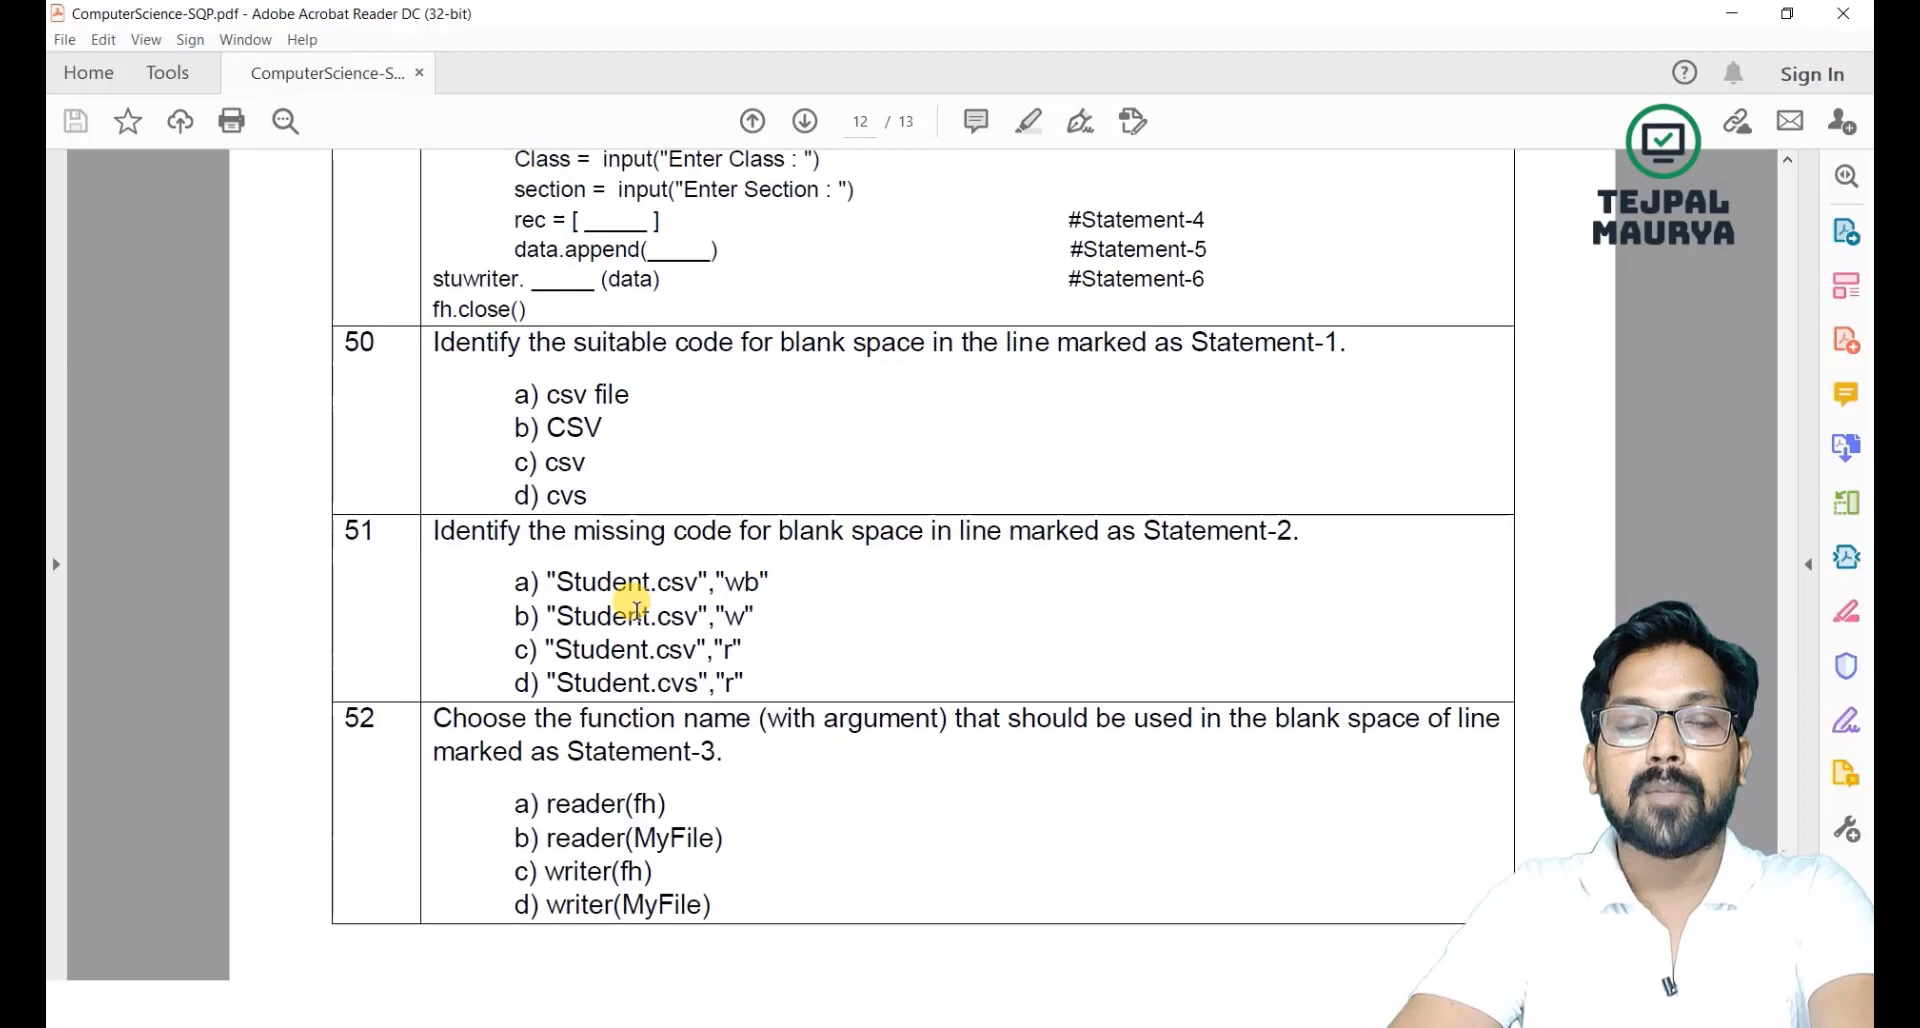 ComputerScience-SQP.pdf - Adobe Acrobat Reader DC (32-bit)
File Edit View Sign Window Help
Home Tools ComputerScience-S... × Sign In
12 / 13
TEJPAL
MAURYA
Class = input("Enter Class : ")
section = input("Enter Section : ")
rec = [ _____ ] #Statement-4
data.append(_____) #Statement-5
stuwriter. _____ (data) #Statement-6
fh.close()
50 Identify the suitable code for blank space in the line marked as Statement-1.
a) csv file
b) CSV
c) csv
d) cvs
51 Identify the missing code for blank space in line marked as Statement-2.
a) "Student.csv","wb"
b) "Student.csv","w"
c) "Student.csv","r"
d) "Student.cvs","r"
52 Choose the function name (with argument) that should be used in the blank space of line
marked as Statement-3.
a) reader(fh)
b) reader(MyFile)
c) writer(fh)
d) writer(MyFile)